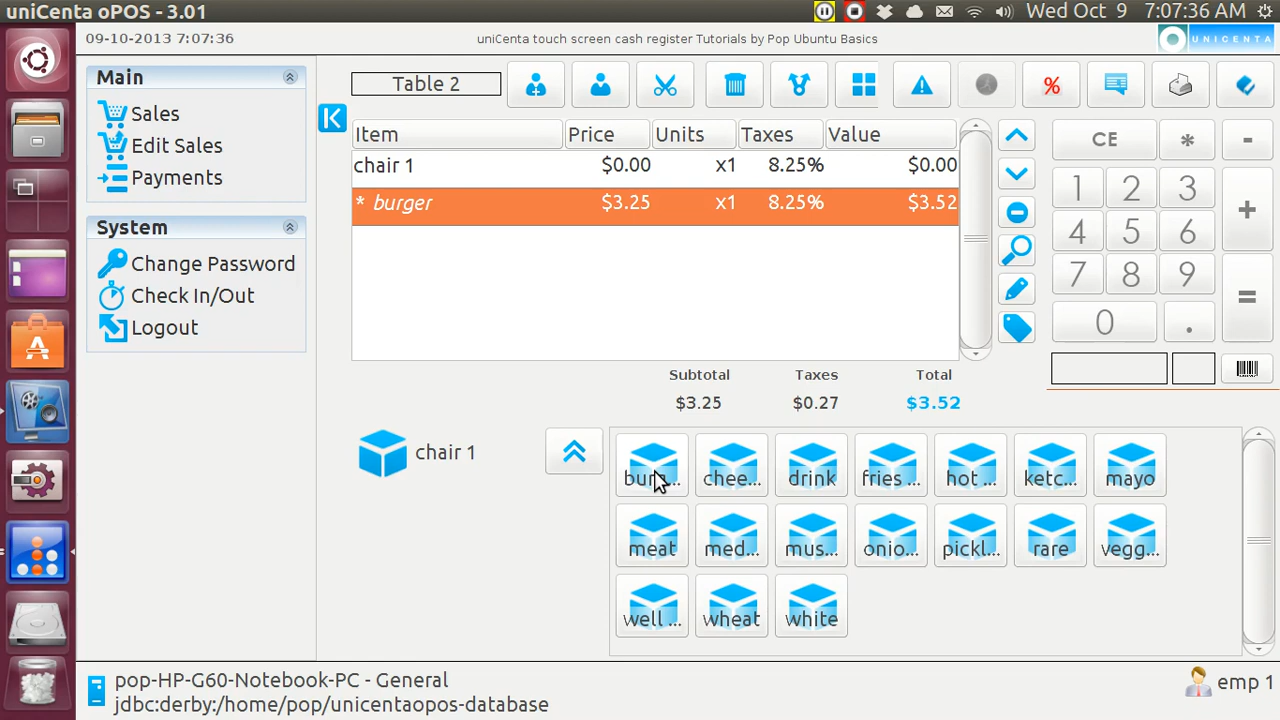 uniCenta oPOS - 3.01
Wed Oct 9 7:07:36 AM
09-10-2013 7:07:36
uniCenta touch screen cash register Tutorials by Pop Ubuntu Basics
UNICENTA
Main
Sales
Edit Sales
Payments
System
Change Password
Check In/Out
Logout
Table 2
%
Item Price Units Taxes Value
chair 1 $0.00 x1 8.25% $0.00
* burger $3.25 x1 8.25% $3.52
Subtotal Taxes Total
$3.25 $0.27 $3.52
CE * -
1 2 3 +
4 5 6
7 8 9 =
0 .
chair 1
burg... chee... drink fries ... hot ... ketc... mayo
meat med... mus... onio... pickl... rare vegg...
well ... wheat white
pop-HP-G60-Notebook-PC - General
jdbc:derby:/home/pop/unicentaopos-database
emp 1